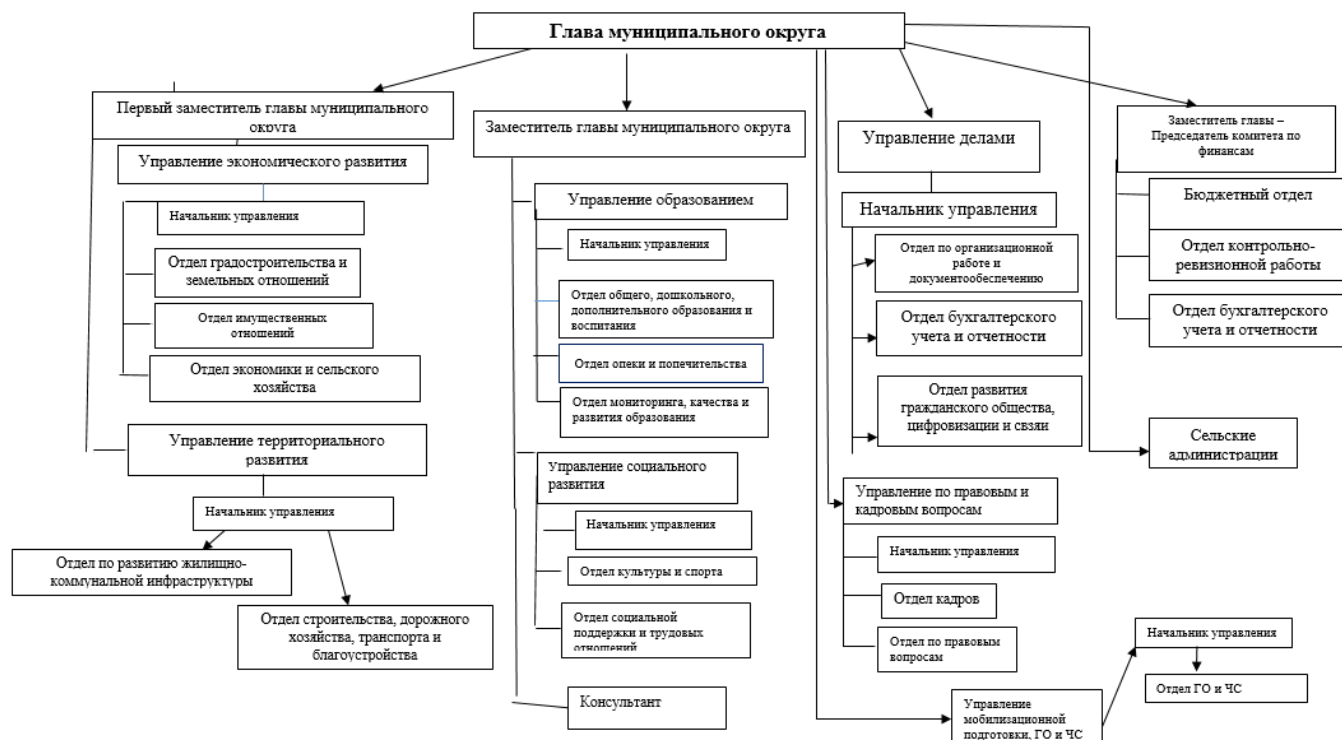 Глава муниципального округа
Первый заместитель главы муниципального
округа
Управление экономического развития
Начальник управления
Отдел градостроительства и
земельных отношений
Отдел имущественных
отношений
Отдел экономики и сельского
хозяйства
Управление территориального
развития
Начальник управления
Отдел по развитию жилищно-
коммунальной инфраструктуры
Отдел строительства, дорожного
хозяйства, транспорта и
благоустройства
Заместитель главы муниципального округа
Управление образованием
Начальник управления
Отдел общего, дошкольного,
дополнительного образования и
воспитания
Отдел опеки и попечительства
Отдел мониторинга, качества и
развития образования
Управление социального
развития
Начальник управления
Отдел культуры и спорта
Отдел социальной
поддержки и трудовых
отношений
Консультант
Управление делами
Начальник управления
Отдел по организационной
работе и
документообеспечению
Отдел бухгалтерского
учета и отчетности
Отдел развития
гражданского общества,
цифровизации и свзяи
Управление по правовым и
кадровым вопросам
Начальник управления
Отдел кадров
Отдел по правовым
вопросам
Управление
мобилизационной
подготовки, ГО и ЧС
Начальник управления
Отдел ГО и ЧС
Заместитель главы –
Председатель комитета по
финансам
Бюджетный отдел
Отдел контрольно-
ревизионной работы
Отдел бухгалтерского
учета и отчетности
Сельские
администрации